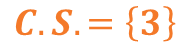 C.S. = {3}